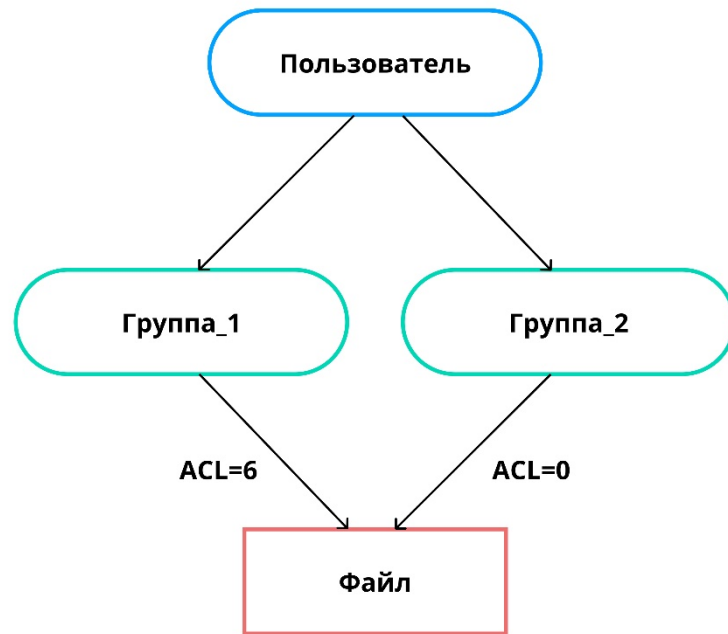 Пользователь
Группа_1
Группа_2
ACL=6
ACL=0
Файл